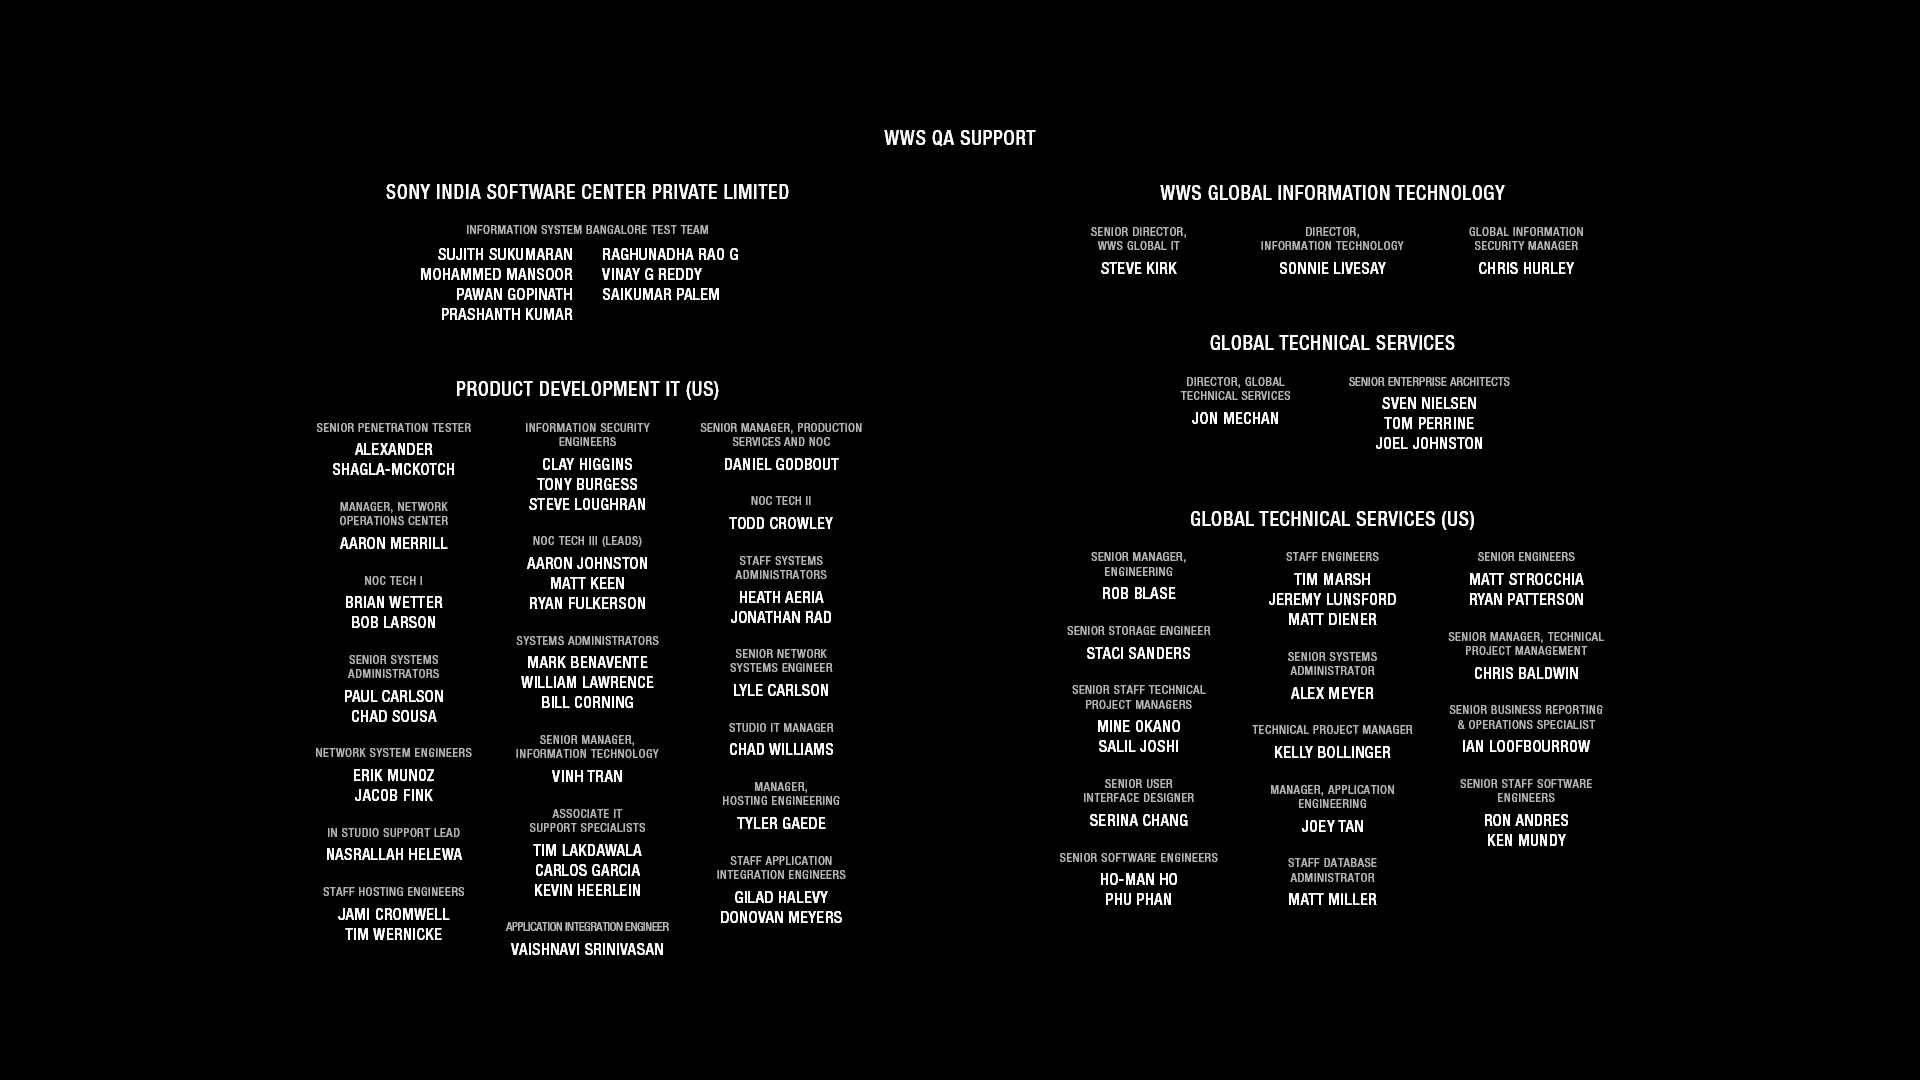 WWS QA SUPPORT
SONY INDIA SOFTWARE CENTER PRIVATE LIMITED
INFORMATION SYSTEM BANGALORE TEST TEAM
SUJITH SUKUMARAN
MOHAMMED MANSOOR
PAWAN GOPINATH
PRASHANTH KUMAR
RAGHUNADHA RAO G
VINAY G REDDY
SAIKUMAR PALEM
PRODUCT DEVELOPMENT IT (US)
SENIOR PENETRATION TESTER
ALEXANDER
SHAGLA-MCKOTCH
MANAGER, NETWORK
OPERATIONS CENTER
AARON MERRILL
NOC TECH I
BRIAN WETTER
BOB LARSON
SENIOR SYSTEMS
ADMINISTRATORS
PAUL CARLSON
CHAD SOUSA
NETWORK SYSTEM ENGINEERS
ERIK MUNOZ
JACOB FINK
IN STUDIO SUPPORT LEAD
NASRALLAH HELEWA
STAFF HOSTING ENGINEERS
JAMI CROMWELL
TIM WERNICKE
INFORMATION SECURITY
ENGINEERS
CLAY HIGGINS
TONY BURGESS
STEVE LOUGHRAN
NOC TECH III (LEADS)
AARON JOHNSTON
MATT KEEN
RYAN FULKERSON
SYSTEMS ADMINISTRATORS
MARK BENAVENTE
WILLIAM LAWRENCE
BILL CORNING
SENIOR MANAGER,
INFORMATION TECHNOLOGY
VINH TRAN
ASSOCIATE IT
SUPPORT SPECIALISTS
TIM LAKDAWALA
CARLOS GARCIA
KEVIN HEERLEIN
APPLICATION INTEGRATION ENGINEER
VAISHNAVI SRINIVASAN
SENIOR MANAGER, PRODUCTION
SERVICES AND NOC
DANIEL GODBOUT
NOC TECH II
TODD CROWLEY
STAFF SYSTEMS
ADMINISTRATORS
HEATH AERIA
JONATHAN RAD
SENIOR NETWORK
SYSTEMS ENGINEER
LYLE CARLSON
STUDIO IT MANAGER
CHAD WILLIAMS
MANAGER,
HOSTING ENGINEERING
TYLER GAEDE
STAFF APPLICATION
INTEGRATION ENGINEERS
GILAD HALEVY
DONOVAN MEYERS
WWS GLOBAL INFORMATION TECHNOLOGY
SENIOR DIRECTOR,
WWS GLOBAL IT
STEVE KIRK
DIRECTOR,
INFORMATION TECHNOLOGY
SONNIE LIVESAY
GLOBAL INFORMATION
SECURITY MANAGER
CHRIS HURLEY
GLOBAL TECHNICAL SERVICES
DIRECTOR, GLOBAL
TECHNICAL SERVICES
JON MECHAN
SENIOR ENTERPRISE ARCHITECTS
SVEN NIELSEN
TOM PERRINE
JOEL JOHNSTON
GLOBAL TECHNICAL SERVICES (US)
SENIOR MANAGER,
ENGINEERING
ROB BLASE
SENIOR STORAGE ENGINEER
STACI SANDERS
SENIOR STAFF TECHNICAL
PROJECT MANAGERS
MINE OKANO
SALIL JOSHI
SENIOR USER
INTERFACE DESIGNER
SERINA CHANG
SENIOR SOFTWARE ENGINEERS
HO-MAN HO
PHU PHAN
STAFF ENGINEERS
TIM MARSH
JEREMY LUNSFORD
MATT DIENER
SENIOR SYSTEMS
ADMINISTRATOR
ALEX MEYER
TECHNICAL PROJECT MANAGER
KELLY BOLLINGER
MANAGER, APPLICATION
ENGINEERING
JOEY TAN
STAFF DATABASE
ADMINISTRATOR
MATT MILLER
SENIOR ENGINEERS
MATT STROCCHIA
RYAN PATTERSON
SENIOR MANAGER, TECHNICAL
PROJECT MANAGEMENT
CHRIS BALDWIN
SENIOR BUSINESS REPORTING
& OPERATIONS SPECIALIST
IAN LOOFBOURROW
SENIOR STAFF SOFTWARE
ENGINEERS
RON ANDRES
KEN MUNDY